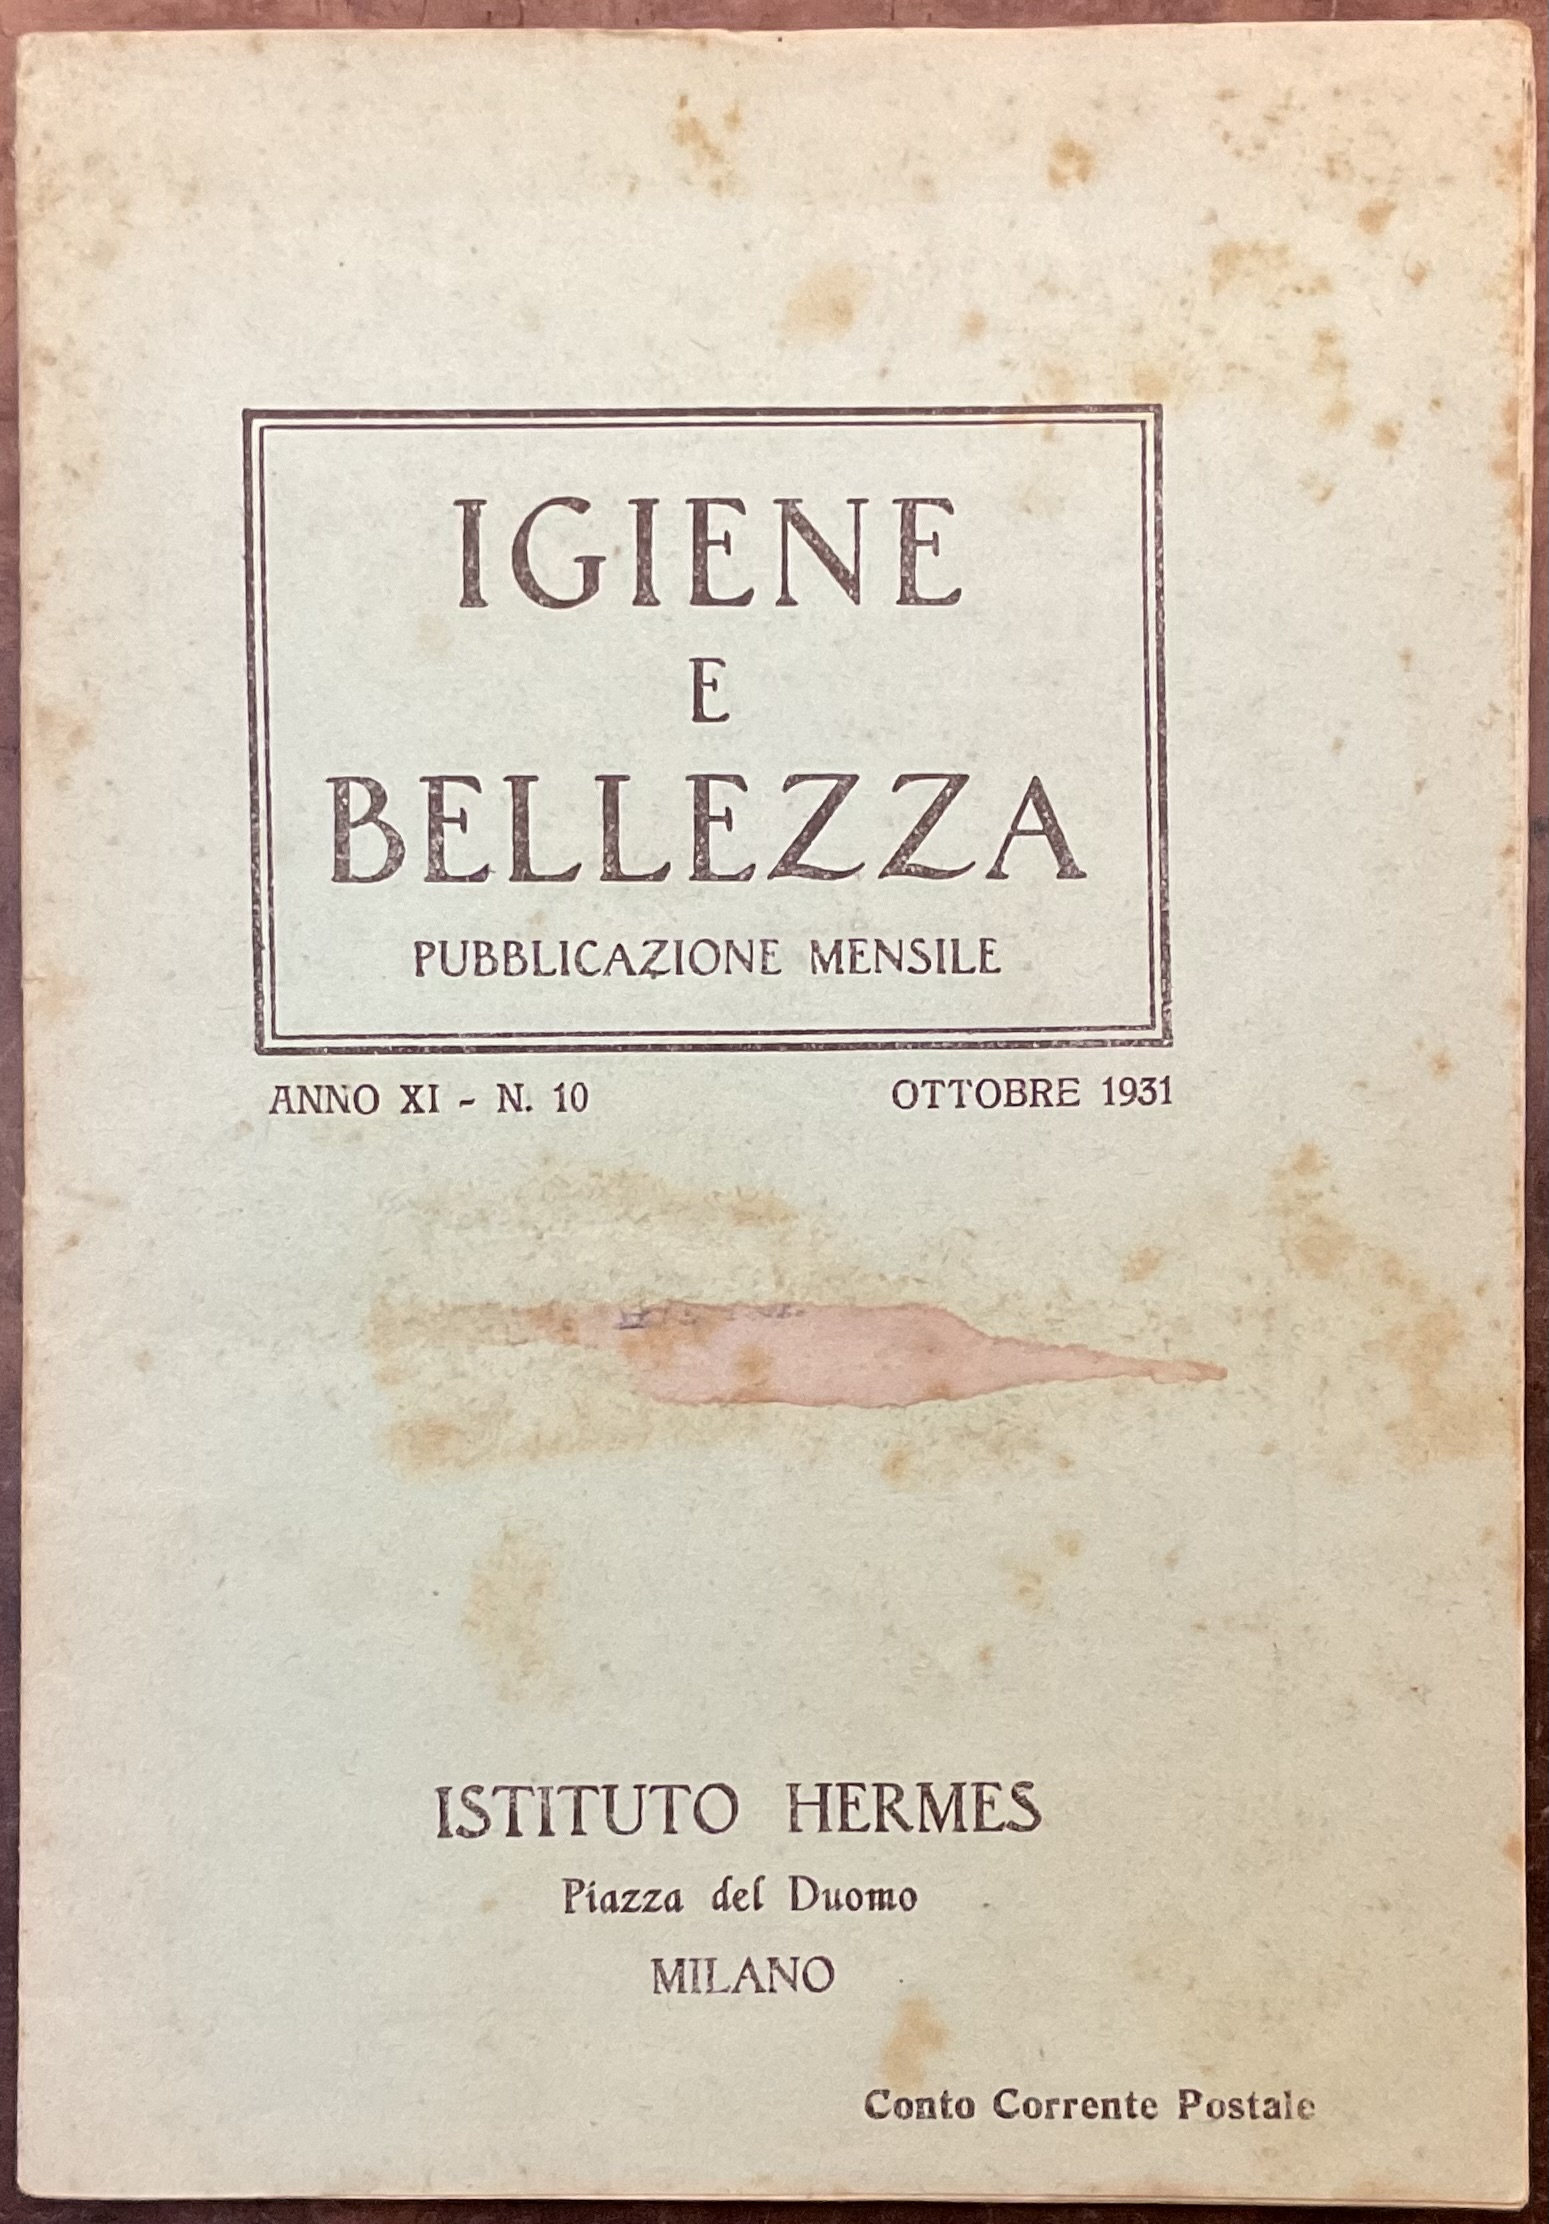 IGIENE
E
BELLEZZA
PUBBLICAZIONE MENSILE
ANNO XI - N. 10 OTTOBRE 1931
ISTITUTO HERMES
Piazza del Duomo
MILANO
Conto Corrente Postale